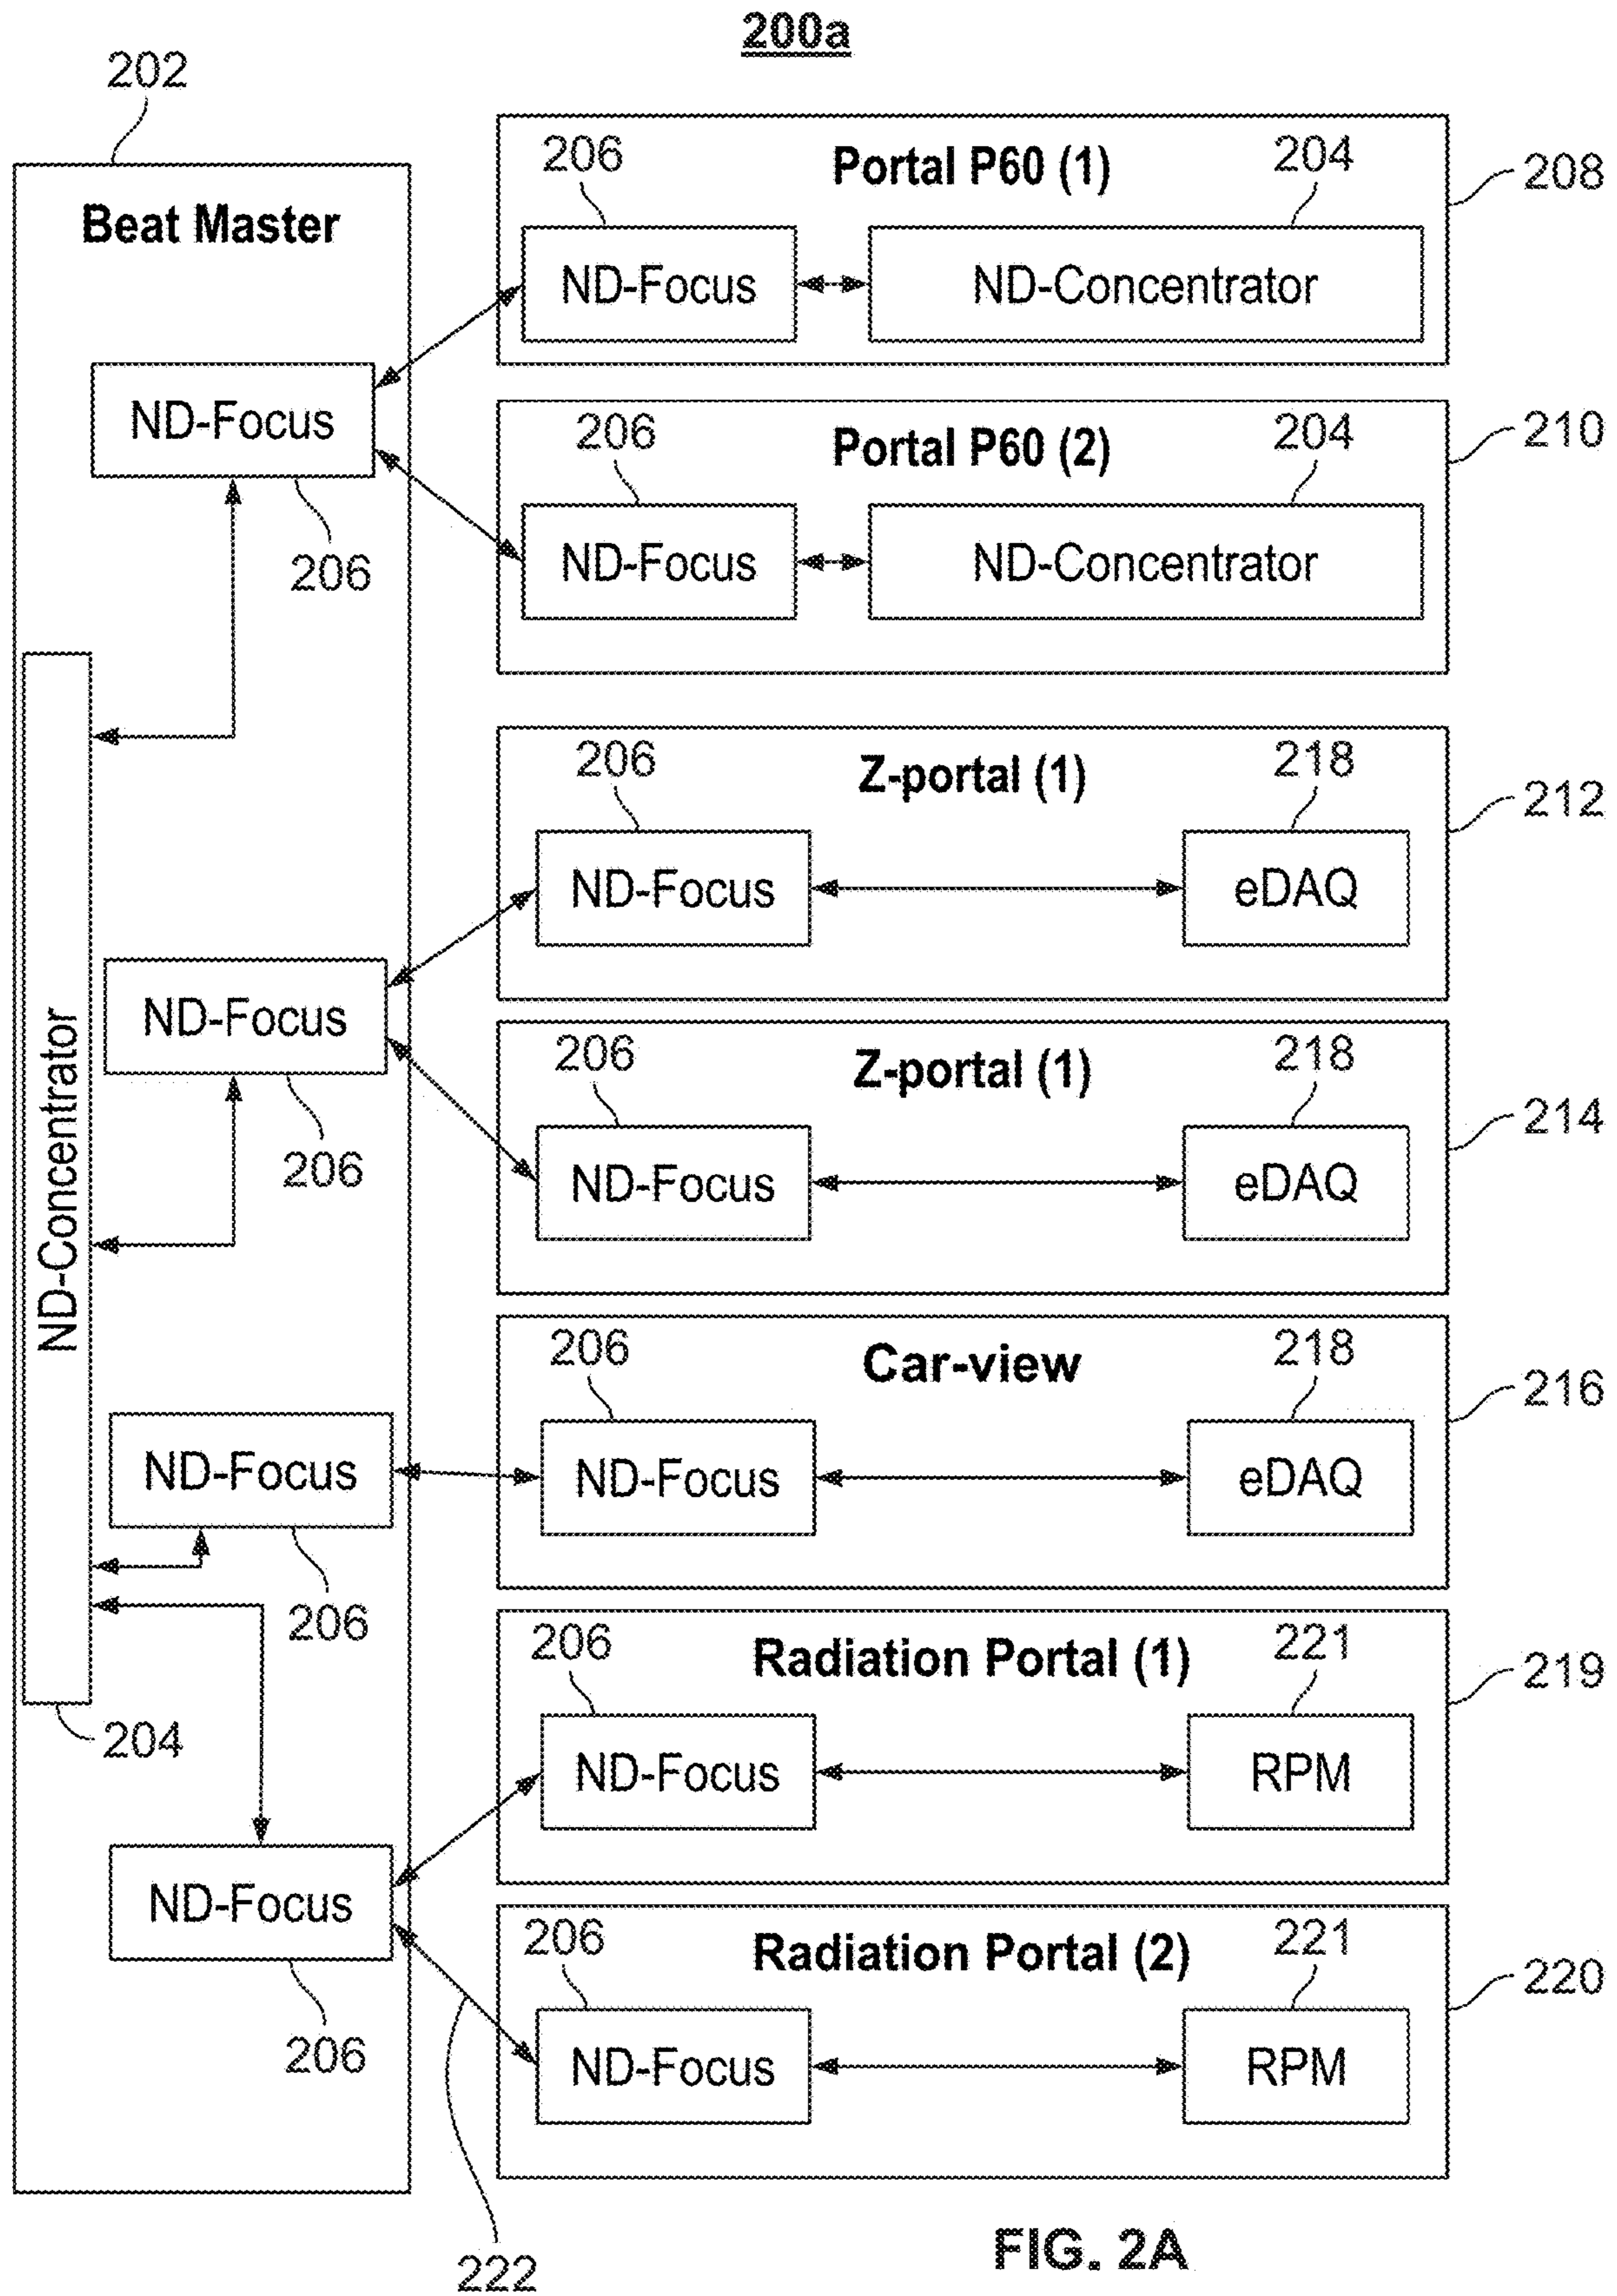 200a
202
Beat Master
ND-Focus
206
ND-Concentrator
204
ND-Focus
206
ND-Focus
206
ND-Focus
206
222
206
Portal P60 (1)
204
208
ND-Focus
ND-Concentrator
206
Portal P60 (2)
204
210
ND-Focus
ND-Concentrator
206
Z-portal (1)
218
212
ND-Focus
eDAQ
206
Z-portal (1)
218
214
ND-Focus
eDAQ
206
Car-view
218
216
ND-Focus
eDAQ
206
Radiation Portal (1)
221
219
ND-Focus
RPM
206
Radiation Portal (2)
221
220
ND-Focus
RPM
FIG. 2A